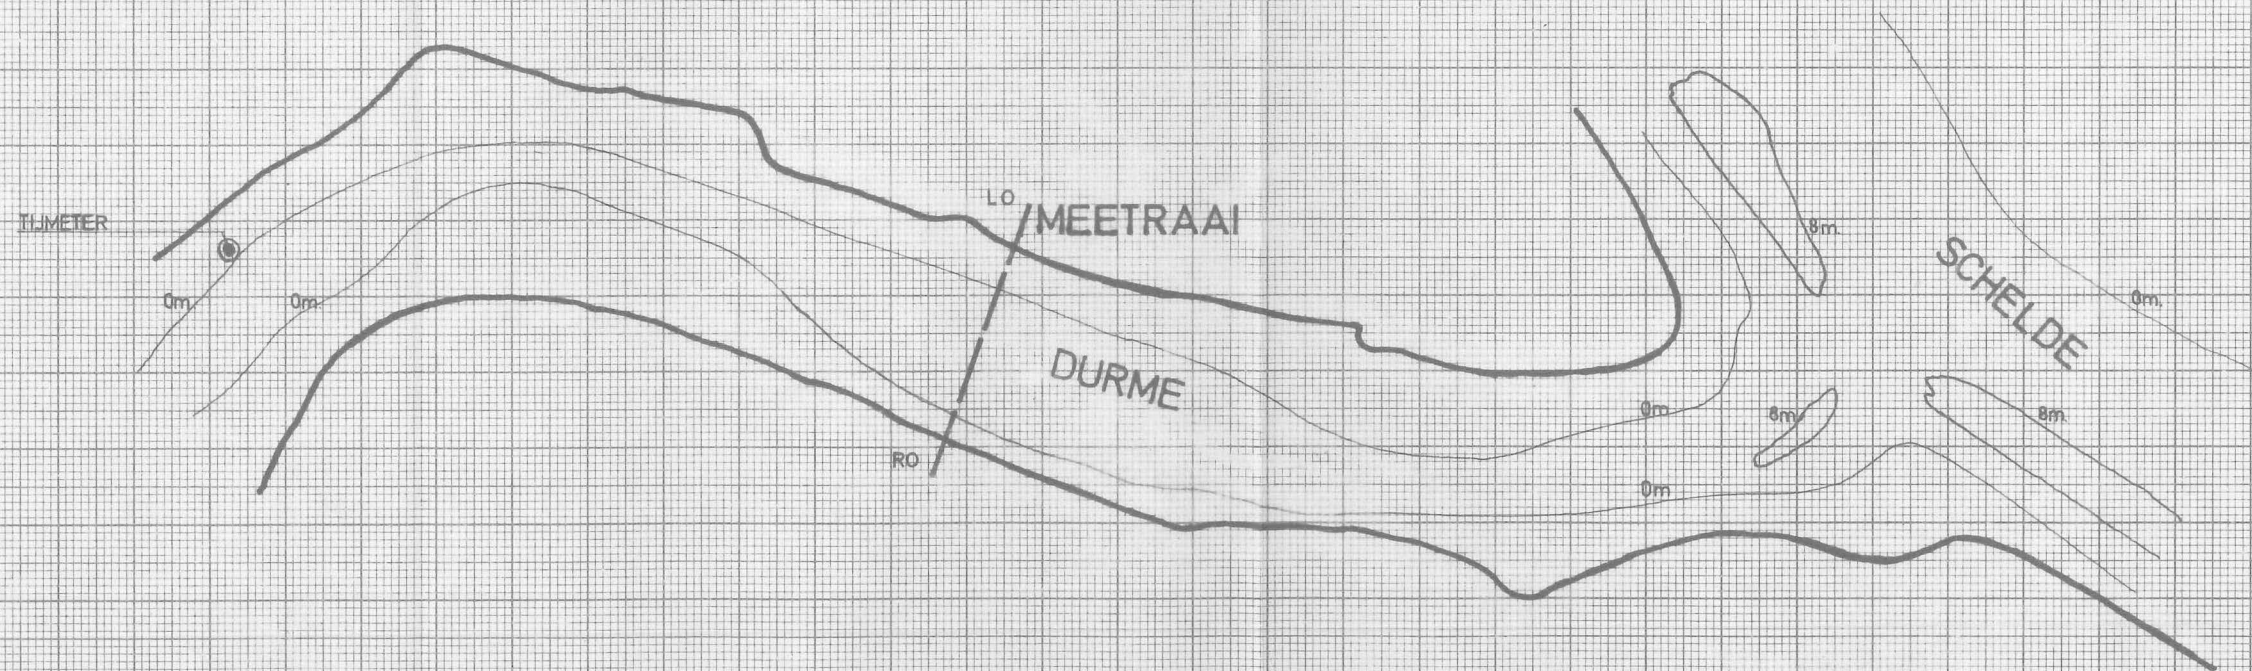 LO
MEETRAAI
TIJMETER
8m.
SCHELDE
0m.
0m.
0m.
DURME
0m
8m.
8m.
RO
0m